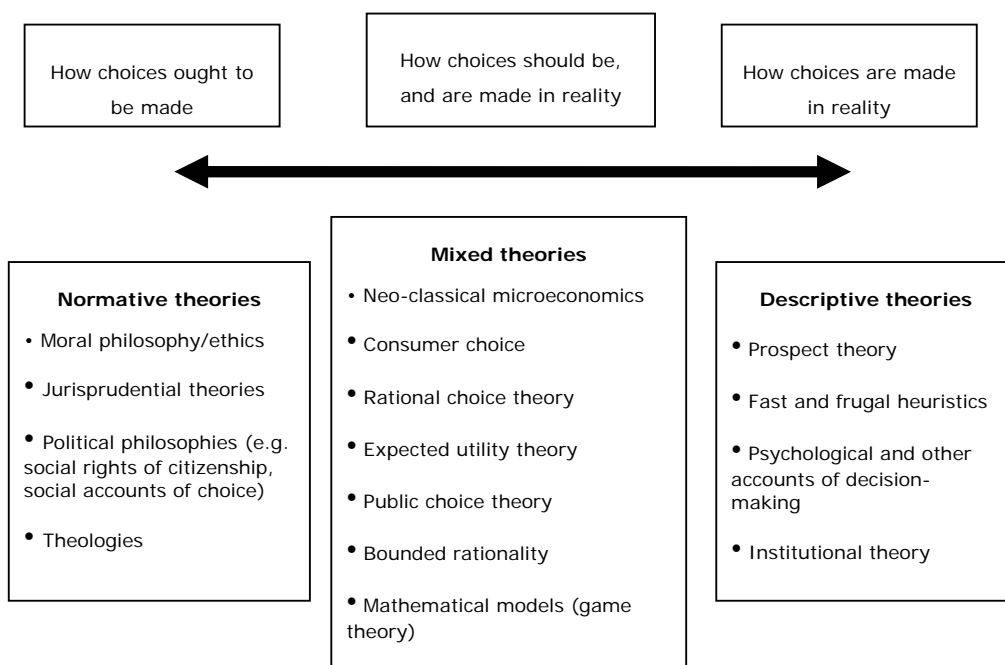 How choices ought to
be made
How choices should be,
and are made in reality
How choices are made
in reality
Normative theories
• Moral philosophy/ethics
• Jurisprudential theories
• Political philosophies (e.g.
social rights of citizenship,
social accounts of choice)
• Theologies
Mixed theories
• Neo-classical microeconomics
• Consumer choice
• Rational choice theory
• Expected utility theory
• Public choice theory
• Bounded rationality
• Mathematical models (game
theory)
Descriptive theories
• Prospect theory
• Fast and frugal heuristics
• Psychological and other
accounts of decision-
making
• Institutional theory